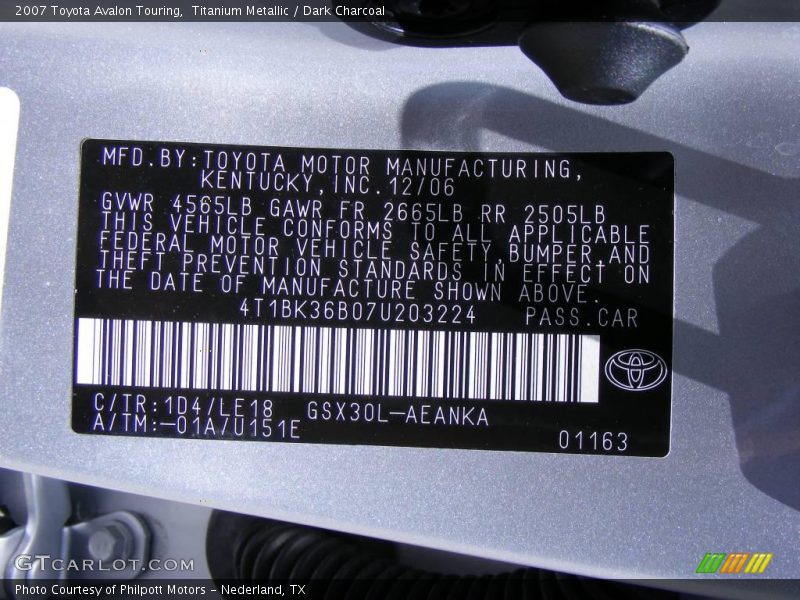 2007 Toyota Avalon Touring,  Titanium Metallic / Dark Charcoal
MFD.BY:TOYOTA MOTOR MANUFACTURING,
KENTUCKY,INC.12/06
GVWR 4565LB GAWR FR 2665LB RR 2505LB
THIS VEHICLE CONFORMS TO ALL APPLICABLE
FEDERAL MOTOR VEHICLE SAFETY,BUMPER,AND
THEFT PREVENTION STANDARDS IN EFFECT ON
THE DATE OF MANUFACTURE SHOWN ABOVE.
4T1BK36B07U203224 PASS.CAR
C/TR:1D4/LE18 GSX30L-AEANKA
A/TM:-01A/U151E
01163
GTCARLOT.COM
Photo Courtesy of Philpott Motors - Nederland, TX